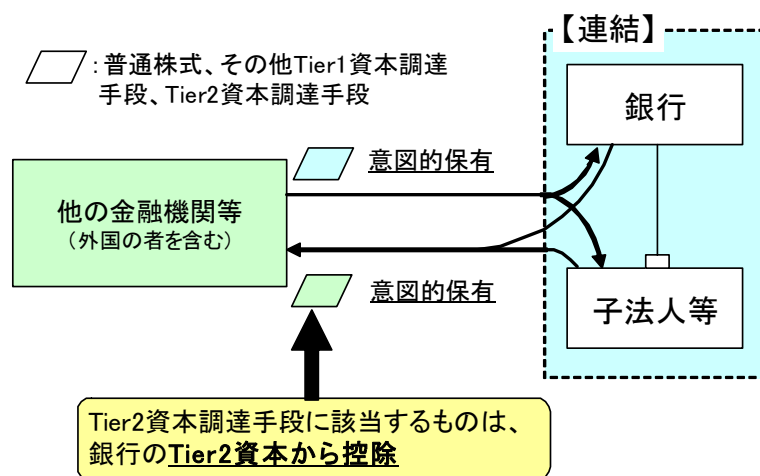 【連結】
：普通株式、その他Tier1資本調達
手段、Tier2資本調達手段
銀行
意図的保有
他の金融機関等
（外国の者を含む）
意図的保有
子法人等
Tier2資本調達手段に該当するものは、
銀行のTier2資本から控除